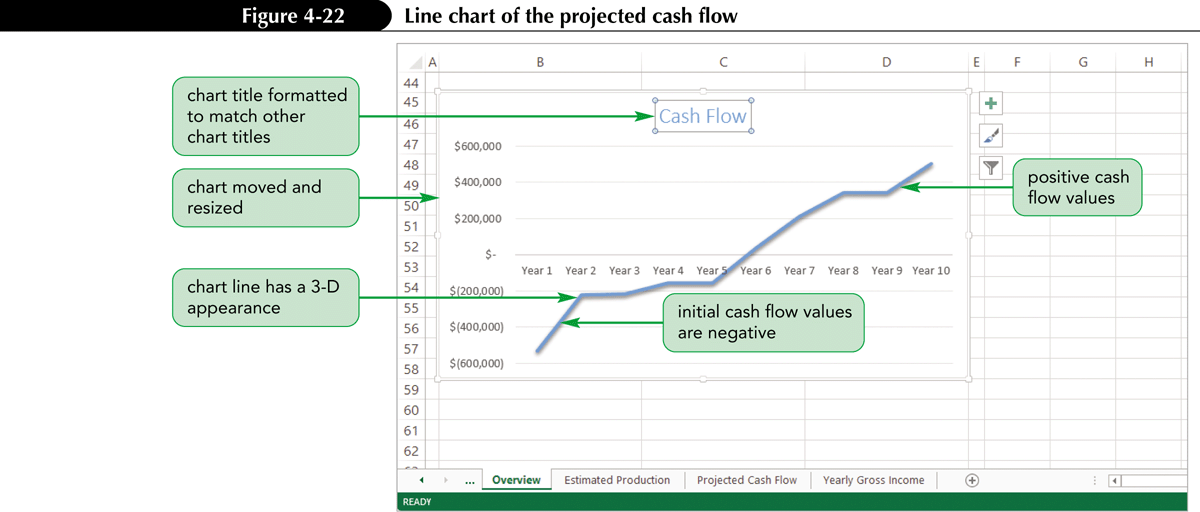 Figure 4-22 Line chart of the projected cash flow
A B C D E F G H
44
45
46
47
48
49
50
51
52
53
54
55
56
57
58
59
60
61
62
chart title formatted
to match other
chart titles
chart moved and
resized
chart line has a 3-D
appearance
Cash Flow
$600,000
$400,000
$200,000
$-
$(200,000)
$(400,000)
$(600,000)
Year 1 Year 2 Year 3 Year 4 Year 5 Year 6 Year 7 Year 8 Year 9 Year 10
positive cash
flow values
initial cash flow values
are negative
... Overview Estimated Production Projected Cash Flow Yearly Gross Income
READY